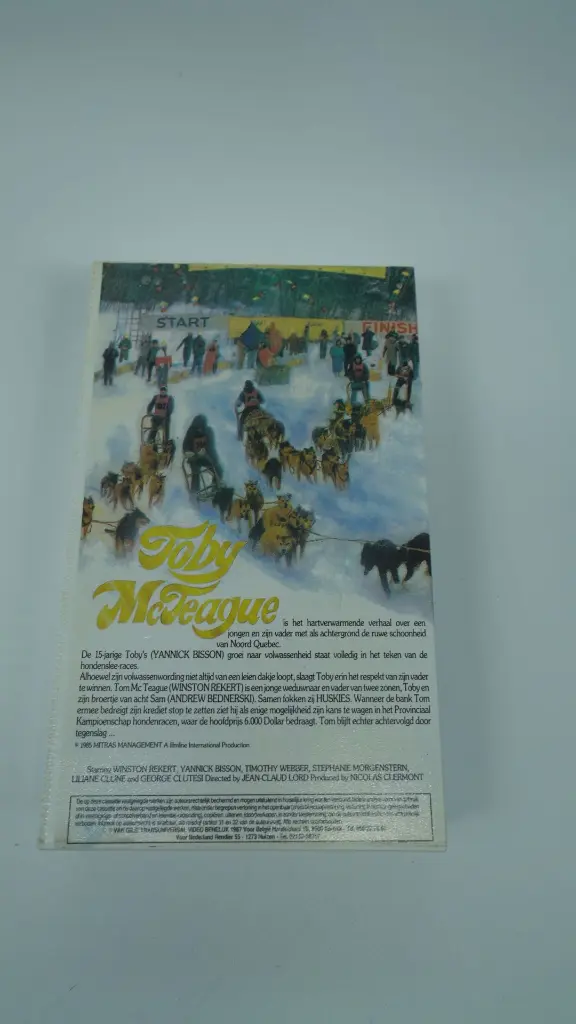 START
FINISH
Toby
McTeague
is het hartverwarmende verhaal over een
jongen en zijn vader met als achtergrond de ruwe schoonheid
van Noord Quebec.
De 15-jarige Toby's (YANNICK BISSON) groei naar volwassenheid staat volledig in het teken van de
hondenslee-races.
Alhoewel zijn volwassenwording niet altijd van een leien dakje loopt, slaagt Toby erin het respekt van zijn vader
te winnen. Tom Mc Teague (WINSTON REKERT) is een jonge weduwnaar en vader van twee zonen, Toby en
zijn broertje van acht Sam (ANDREW BEDNERSKI). Samen fokken zij HUSKIES. Wanneer de bank Tom
ermee bedreigt zijn krediet stop te zetten ziet hij als enige mogelijkheid zijn kans te wagen in het Provinciaal
Kampioenschap hondenracen, waar de hoofdprijs 6.000 Dollar bedraagt. Tom blijft echter achtervolgd door
tegenslag ...
MITRAS MANAGEMENT A filmline International Production
Starring WINSTON REKERT, YANNICK BISSON, TIMOTHY WEBBER, STEPHANIE MORGENSTERN,
LILIANE CLUNE and GEORGE CLUTESI Directed by JEAN CLAUD LORD Produced by NICOLAS CLERMONT
TRANSUNIVERSAL VIDEO BENELUX 1987 Voor België
Voor Nederland